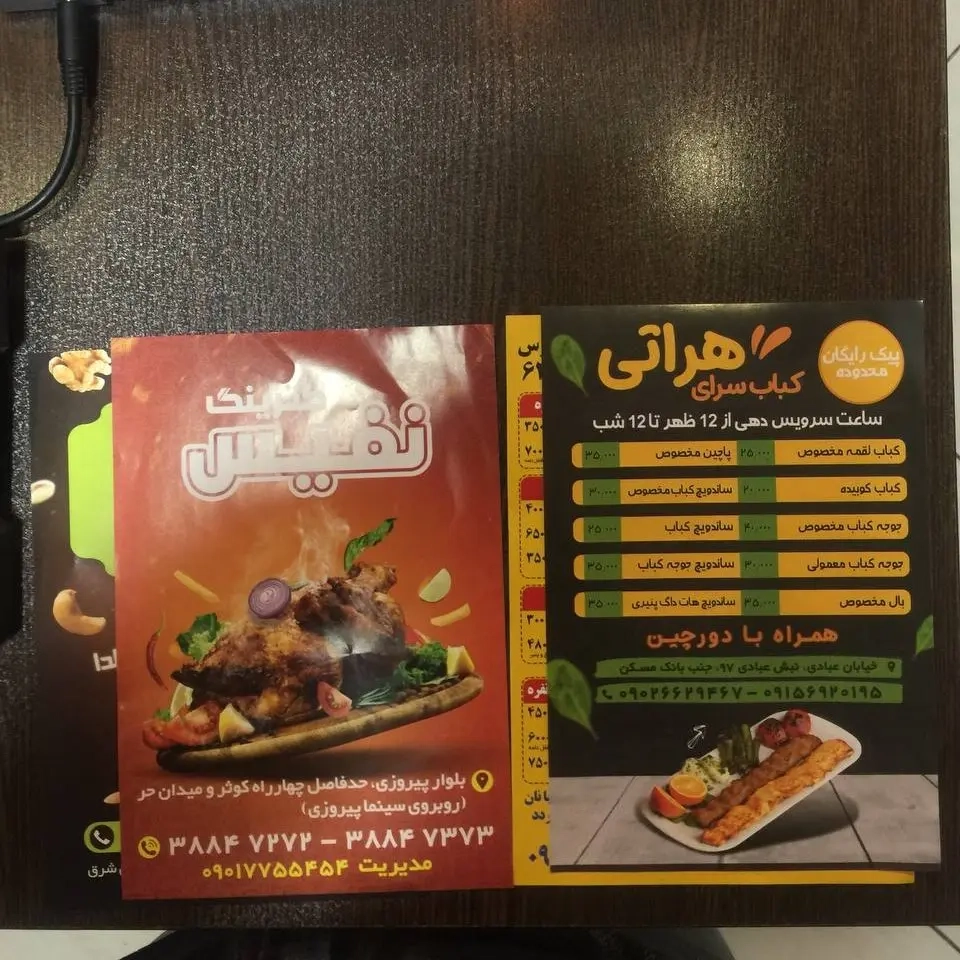 نفیس
بلوار پیروزی، حدفاصل چهارراه کوثر و میدان حر
(روبروی سینما پیروزی)
۳۸۸۴ ۷۲۷۲ - ۳۸۸۴ ۷۳۷۳
مدیریت ۰۹۰۱۷۷۵۵۴۵۴
شرق
هراتی
کباب سرای
پیک رایگان
محدوده
ساعت سرویس دهی از 12 ظهر تا 12 شب
کباب لقمه مخصوص ۲۵,۰۰۰ پاچین مخصوص ۳۵,۰۰۰
کباب کوبیده ۲۰,۰۰۰ ساندویچ کباب مخصوص ۳۰,۰۰۰
جوجه کباب مخصوص ۴۰,۰۰۰ ساندویچ کباب ۲۵,۰۰۰
جوجه کباب معمولی ۳۰,۰۰۰ ساندویچ جوجه کباب ۳۵,۰۰۰
بال مخصوص ۳۵,۰۰۰ ساندویچ هات داگ پنیری ۳۵,۰۰۰
همراه با دورچین
خیابان عبادی، نبش عبادی ۹۷، جنب بانک مسکن
۰۹۰۲۶۶۲۹۴۶۷ - ۰۹۱۵۶۹۲۰۱۹۵